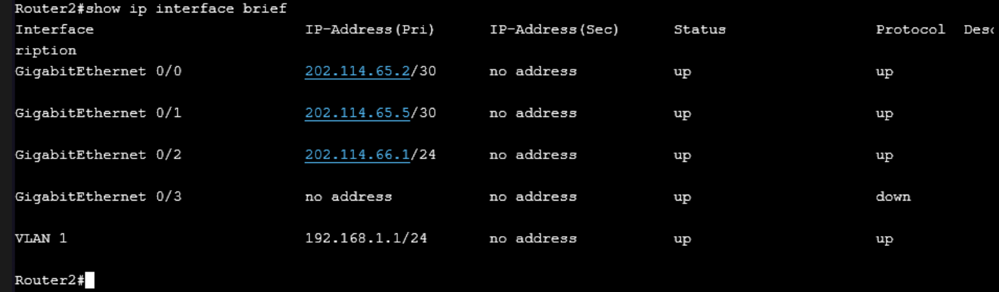 Router2#show ip interface brief
Interface                        IP-Address(Pri)      IP-Address(Sec)      Status                 Protocol  Desc
ription
GigabitEthernet 0/0              202.114.65.2/30      no address           up                     up
GigabitEthernet 0/1              202.114.65.5/30      no address           up                     up
GigabitEthernet 0/2              202.114.66.1/24      no address           up                     up
GigabitEthernet 0/3              no address           no address           up                     down
VLAN 1                           192.168.1.1/24       no address           up                     up
Router2#